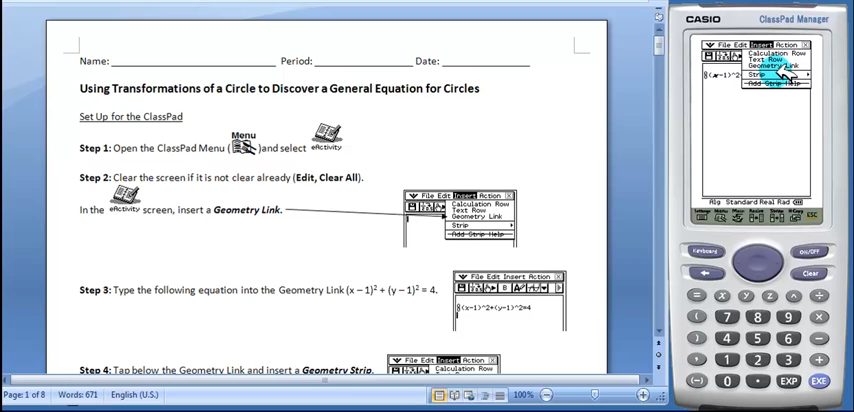 CASIO ClassPad Manager
Name: Period: Date:
Using Transformations of a Circle to Discover a General Equation for Circles
Set Up for the ClassPad
Menu
Step 1: Open the ClassPad Menu ( ) and select eActivity
Step 2: Clear the screen if it is not clear already (Edit, Clear All).
In the eActivity screen, insert a Geometry Link.
File Edit Insert Action
Calculation Row
Text Row
Geometry Link
Strip
Add Strip Help
File Edit Insert Action
B
Step 3: Type the following equation into the Geometry Link (x – 1)² + (y – 1)² = 4.
(x-1)^2+(y-1)^2=4
Step 4: Tap below the Geometry Link and insert a Geometry Strip.
File Edit Insert Action
Calculation Row
Page: 1 of 8 Words: 671 English (U.S.) 100%
File Edit Insert Action
Calculation Row
Text Row
Geometry Link
Strip
Add Strip Help
Alg Standard Real Rad
ESC
Keyboard ON/OFF
Clear
= x y z ^ ÷
( 7 8 9 ×
) 4 5 6 −
, 1 2 3 +
(−) 0 . EXP EXE